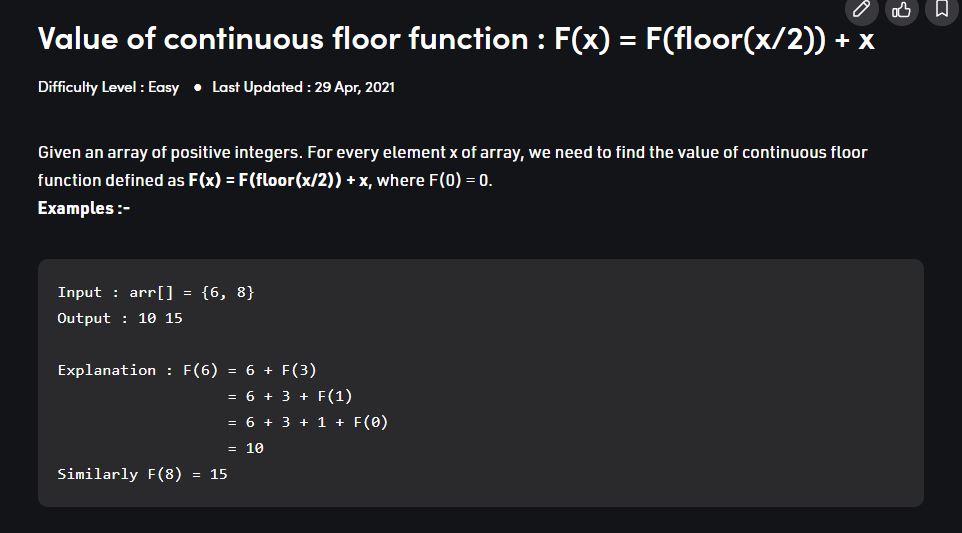 Value of continuous floor function : F(x) = F(floor(x/2)) + x
Difficulty Level : Easy • Last Updated : 29 Apr, 2021
Given an array of positive integers. For every element x of array, we need to find the value of continuous floor
function defined as F(x) = F(floor(x/2)) + x, where F(0) = 0.
Examples :-
Input : arr[] = {6, 8}
Output : 10 15
Explanation : F(6) = 6 + F(3)
= 6 + 3 + F(1)
= 6 + 3 + 1 + F(0)
= 10
Similarly F(8) = 15